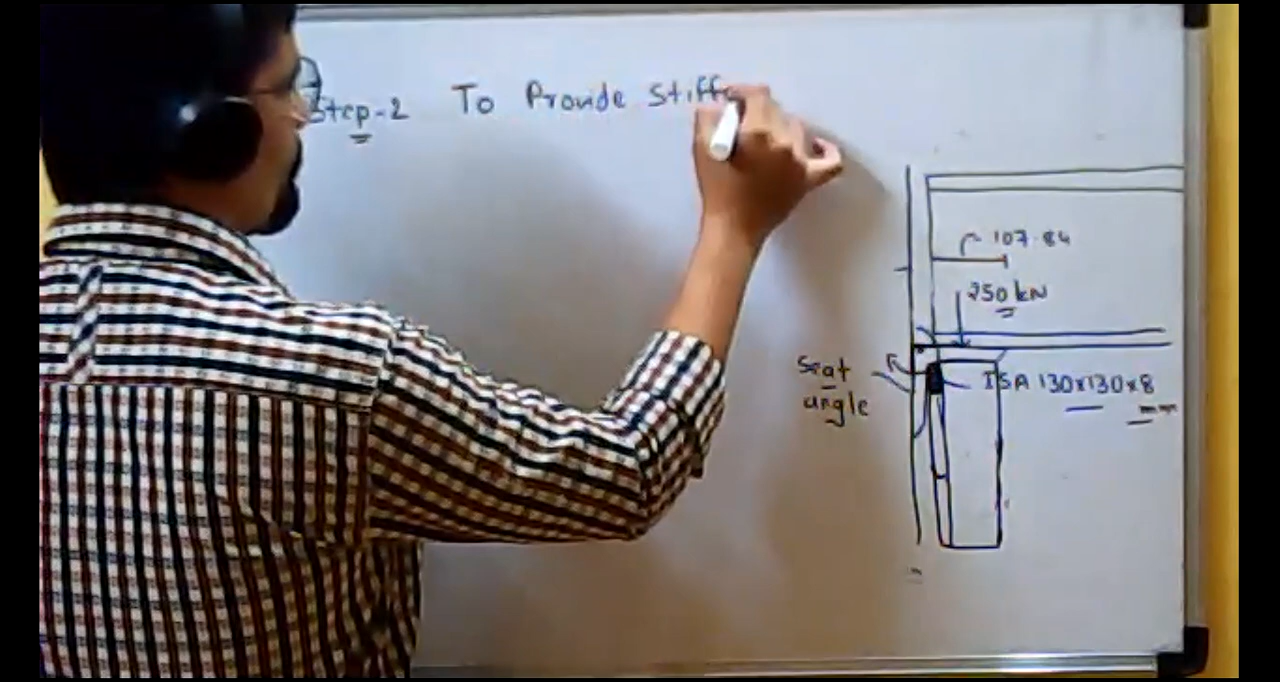 Step-2 To Provide Stiff
107.84
250 kN
Seat
angle
ISA 130x130x8
mm